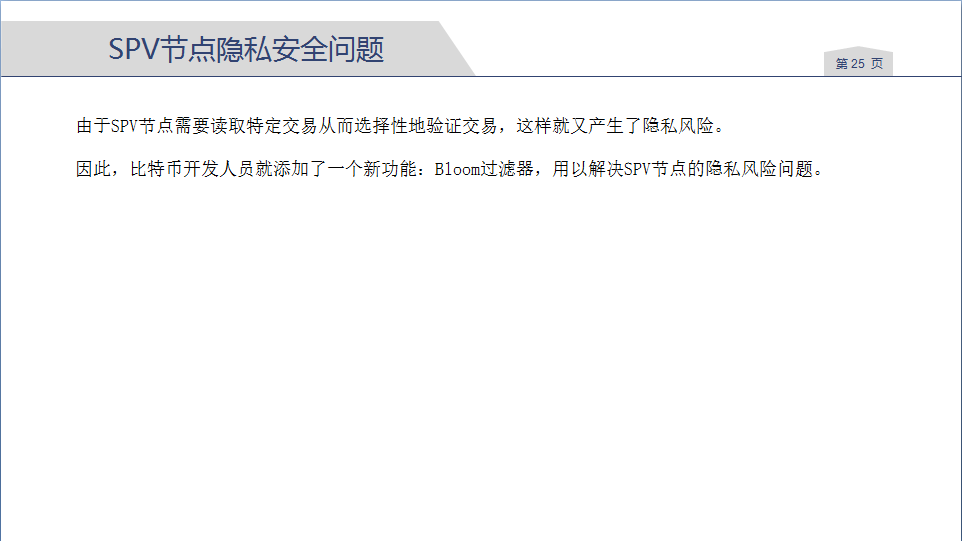 SPV节点隐私安全问题
第 25 页
由于SPV节点需要读取特定交易从而选择性地验证交易，这样就又产生了隐私风险。
因此，比特币开发人员就添加了一个新功能：Bloom过滤器，用以解决SPV节点的隐私风险问题。